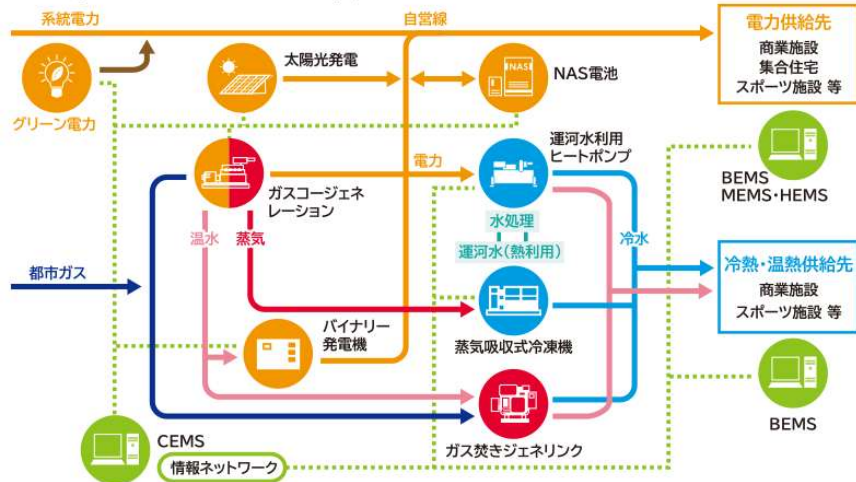 系統電力
自営線
電力供給先
商業施設
集合住宅
スポーツ施設 等
太陽光発電
NAS
NAS電池
グリーン電力
運河水利用
ヒートポンプ
電力
ガスコージェネ
レーション
BEMS
MEMS・HEMS
温水
蒸気
水処理
運河水(熱利用)
冷水
都市ガス
冷熱・温熱供給先
商業施設
スポーツ施設 等
バイナリー
発電機
蒸気吸収式冷凍機
BEMS
CEMS
情報ネットワーク
ガス焚きジェネリンク